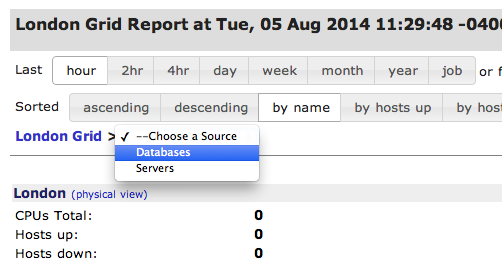 London Grid Report at Tue, 05 Aug 2014 11:29:48 -040
Last hour 2hr 4hr day week month year job or f
Sorted ascending descending by name by hosts up by host
London Grid > ✓ --Choose a Source
Databases
Servers
London (physical view)
CPUs Total: 0
Hosts up: 0
Hosts down: 0